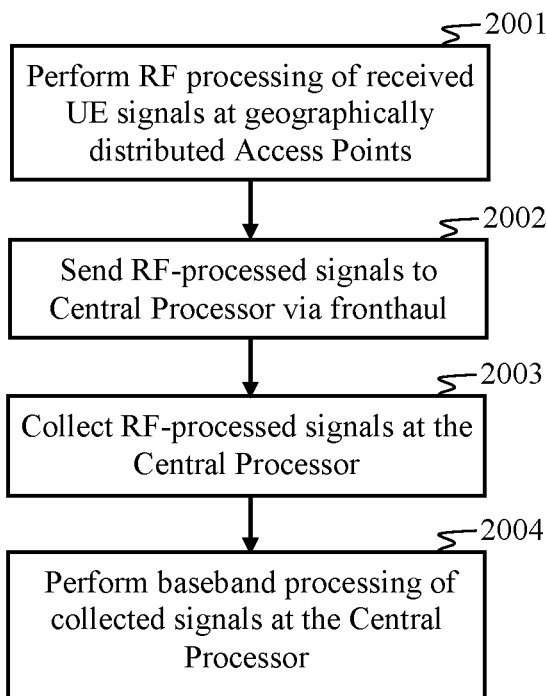 2001
Perform RF processing of received
UE signals at geographically
distributed Access Points
2002
Send RF-processed signals to
Central Processor via fronthaul
2003
Collect RF-processed signals at the
Central Processor
2004
Perform baseband processing of
collected signals at the Central
Processor